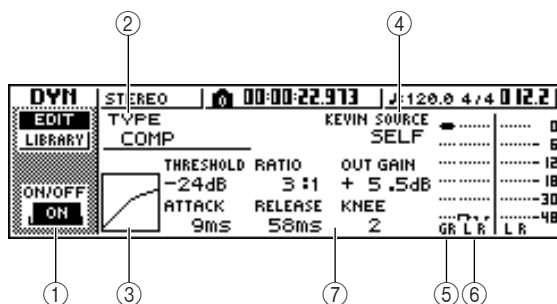 ② ④
DYN STEREO 00:00:22.973 ♩:120.0 4/4 012.2
EDIT TYPE KEVIN SOURCE 0
LIBRARY COMP SELF 6
THRESHOLD RATIO OUT GAIN 12
-24dB 3 :1 + 5 .5dB 18
ON/OFF ATTACK RELEASE KNEE 30
ON 9ms 58ms 2 48
GR L R L R
① ③ ⑦ ⑤ ⑥